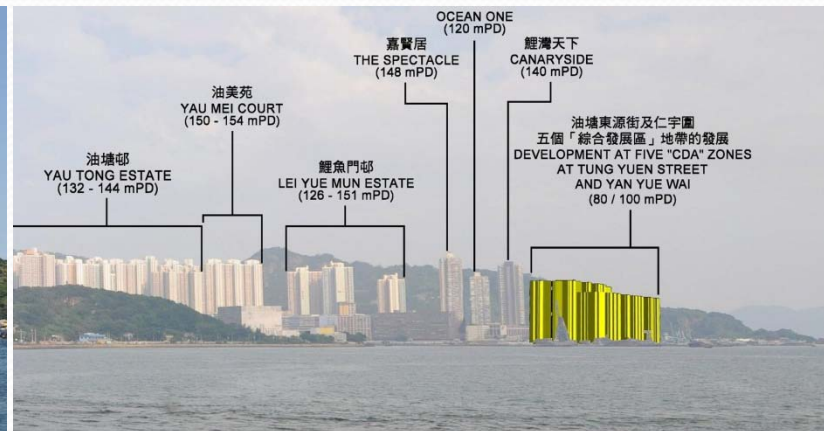 油塘邨
YAU TONG ESTATE
(132 - 144 mPD)
油美苑
YAU MEI COURT
(150 - 154 mPD)
鯉魚門邨
LEI YUE MUN ESTATE
(126 - 151 mPD)
嘉賢居
THE SPECTACLE
(148 mPD)
OCEAN ONE
(120 mPD)
鯉灣天下
CANARYSIDE
(140 mPD)
油塘東源街及仁宇圍
五個「綜合發展區」地帶的發展
DEVELOPMENT AT FIVE "CDA" ZONES
AT TUNG YUEN STREET
AND YAN YUE WAI
(80 / 100 mPD)